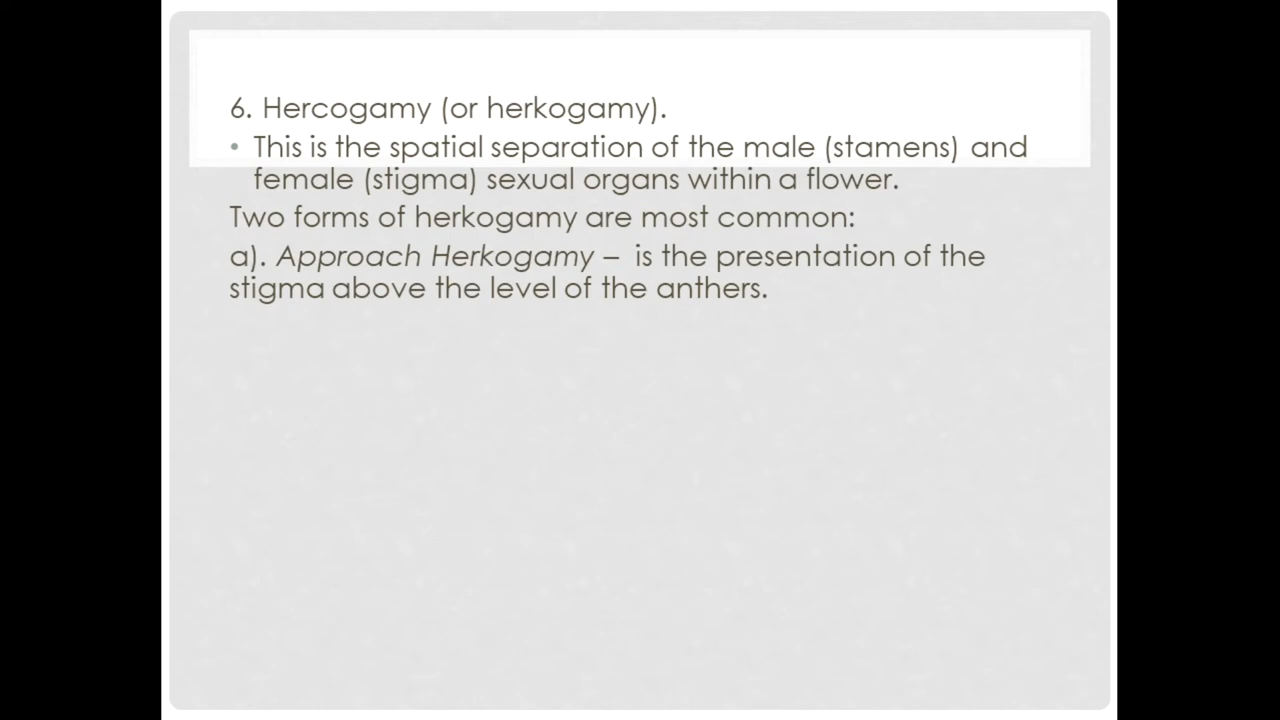 6. Hercogamy (or herkogamy).
• This is the spatial separation of the male (stamens) and
female (stigma) sexual organs within a flower.
Two forms of herkogamy are most common:
a). Approach Herkogamy – is the presentation of the
stigma above the level of the anthers.